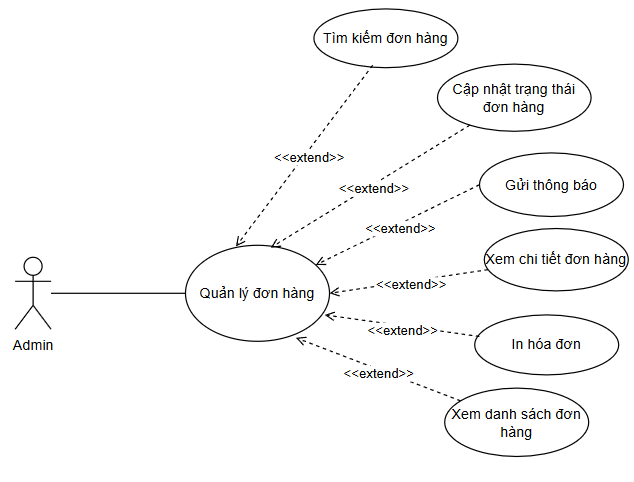 Tìm kiếm đơn hàng
Cập nhật trạng thái
đơn hàng
<<extend>>
<<extend>>
Gửi thông báo
<<extend>>
Xem chi tiết đơn hàng
<<extend>>
Quản lý đơn hàng
Admin
<<extend>>
In hóa đơn
<<extend>>
Xem danh sách đơn
hàng